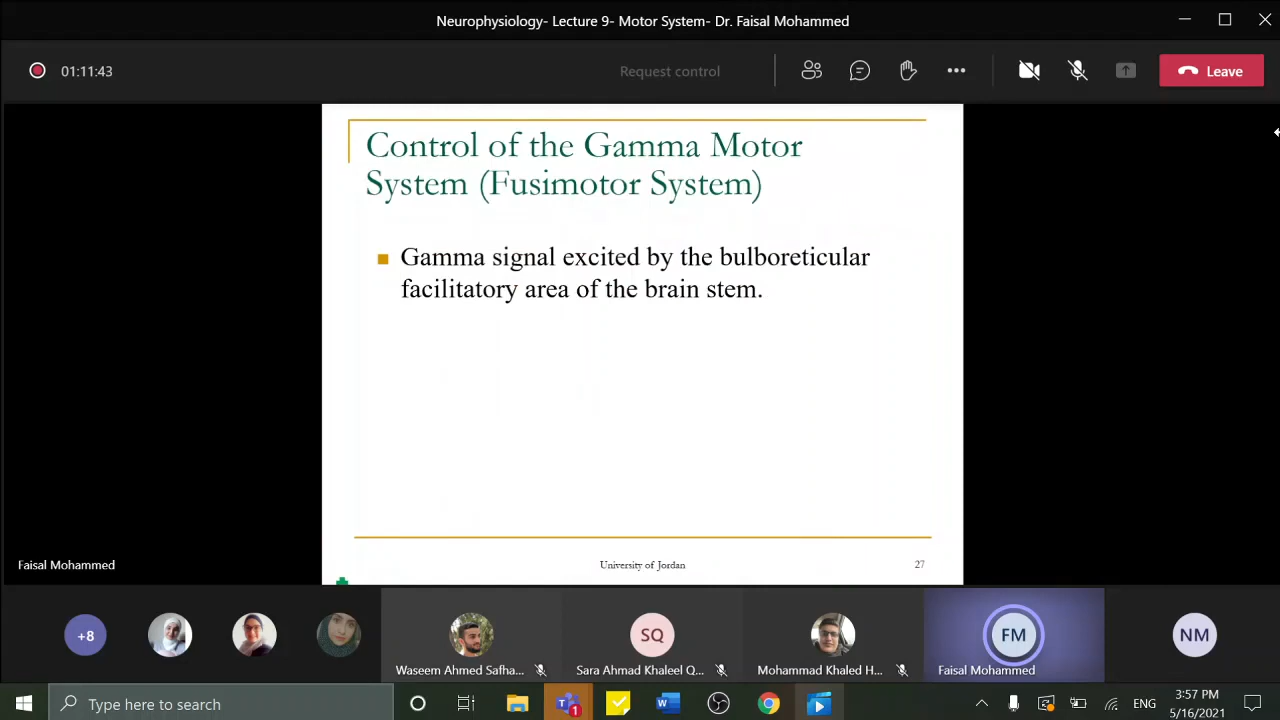 Neurophysiology- Lecture 9- Motor System- Dr. Faisal Mohammed
01:11:43
Request control
Leave
Control of the Gamma Motor
System (Fusimotor System)
Gamma signal excited by the bulboreticular
facilitatory area of the brain stem.
University of Jordan
27
Faisal Mohammed
+8
SQ
FM
NM
Waseem Ahmed Safha...
Sara Ahmad Khaleel Q...
Mohammad Khaled H...
Faisal Mohammed
Type here to search
1
ENG
3:57 PM
5/16/2021